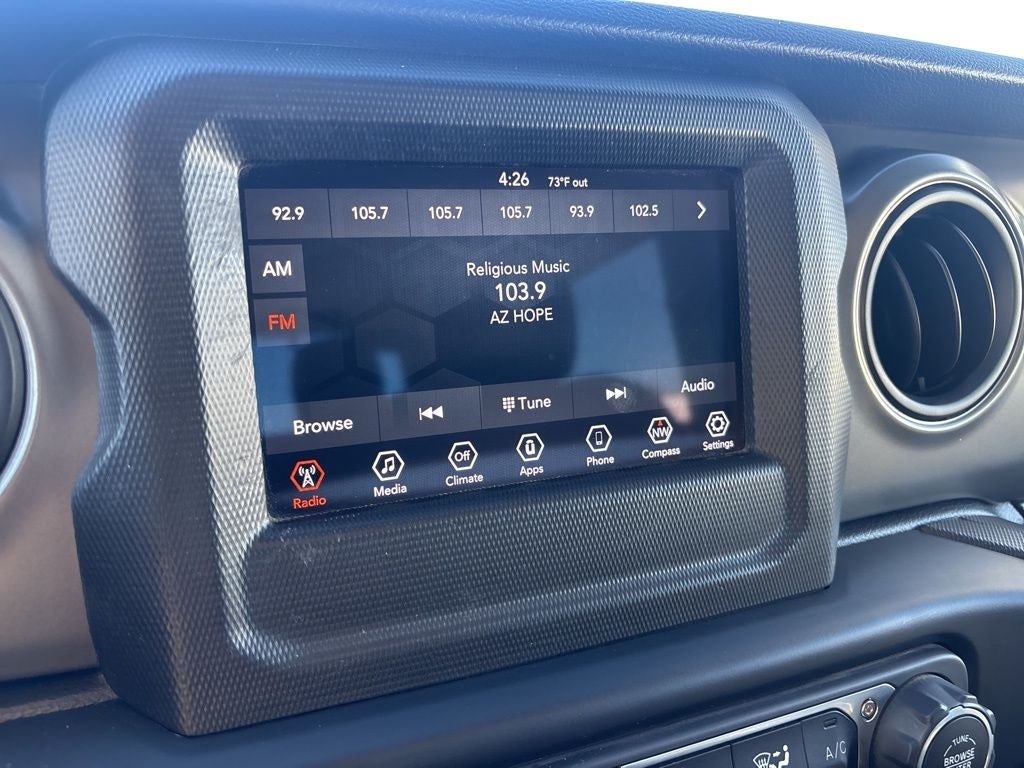 4:26 73°F out
92.9 105.7 105.7 105.7 93.9 102.5
AM
Religious Music
103.9
FM
AZ HOPE
Browse Tune Audio
Radio Media Off Climate Apps Phone NW Compass Settings
A/C
TUNE
BROWSE